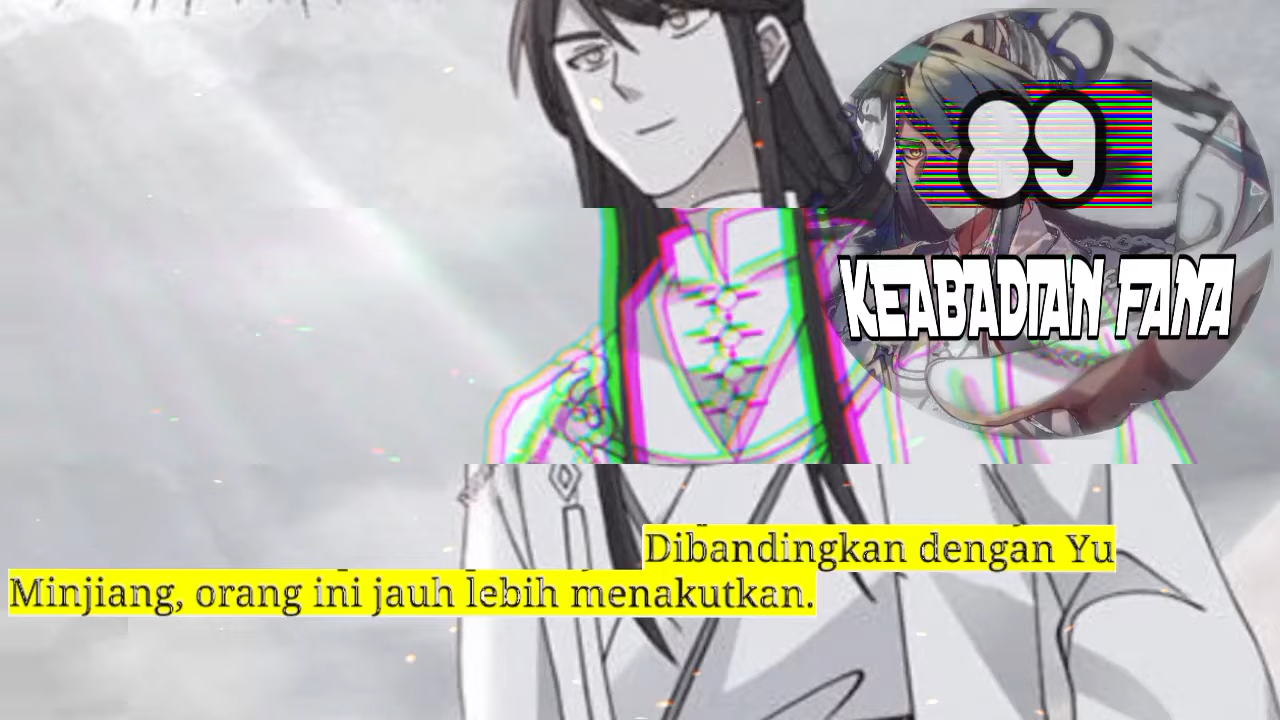 89
KEABADIAN FANA
Dibandingkan dengan Yu
Minjiang, orang ini jauh lebih menakutkan.